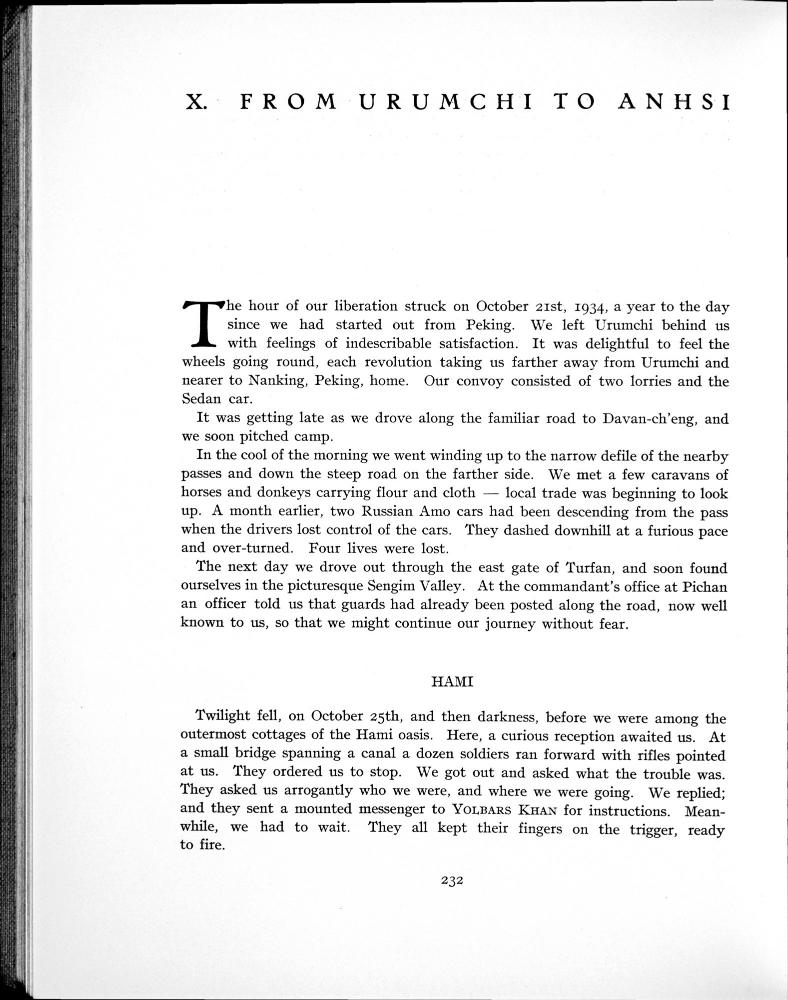 X. FROM URUMCHI TO ANHSI
The hour of our liberation struck on October 21st, 1934, a year to the day
since we had started out from Peking. We left Urumchi behind us
with feelings of indescribable satisfaction. It was delightful to feel the
wheels going round, each revolution taking us farther away from Urumchi and
nearer to Nanking, Peking, home. Our convoy consisted of two lorries and the
Sedan car.
It was getting late as we drove along the familiar road to Davan-ch'eng, and
we soon pitched camp.
In the cool of the morning we went winding up to the narrow defile of the nearby
passes and down the steep road on the farther side. We met a few caravans of
horses and donkeys carrying flour and cloth — local trade was beginning to look
up. A month earlier, two Russian Amo cars had been descending from the pass
when the drivers lost control of the cars. They dashed downhill at a furious pace
and over-turned. Four lives were lost.
The next day we drove out through the east gate of Turfan, and soon found
ourselves in the picturesque Sengim Valley. At the commandant's office at Pichan
an officer told us that guards had already been posted along the road, now well
known to us, so that we might continue our journey without fear.
HAMI
Twilight fell, on October 25th, and then darkness, before we were among the
outermost cottages of the Hami oasis. Here, a curious reception awaited us. At
a small bridge spanning a canal a dozen soldiers ran forward with rifles pointed
at us. They ordered us to stop. We got out and asked what the trouble was.
They asked us arrogantly who we were, and where we were going. We replied;
and they sent a mounted messenger to YOLBARS KHAN for instructions. Mean-
while, we had to wait. They all kept their fingers on the trigger, ready
to fire.
232